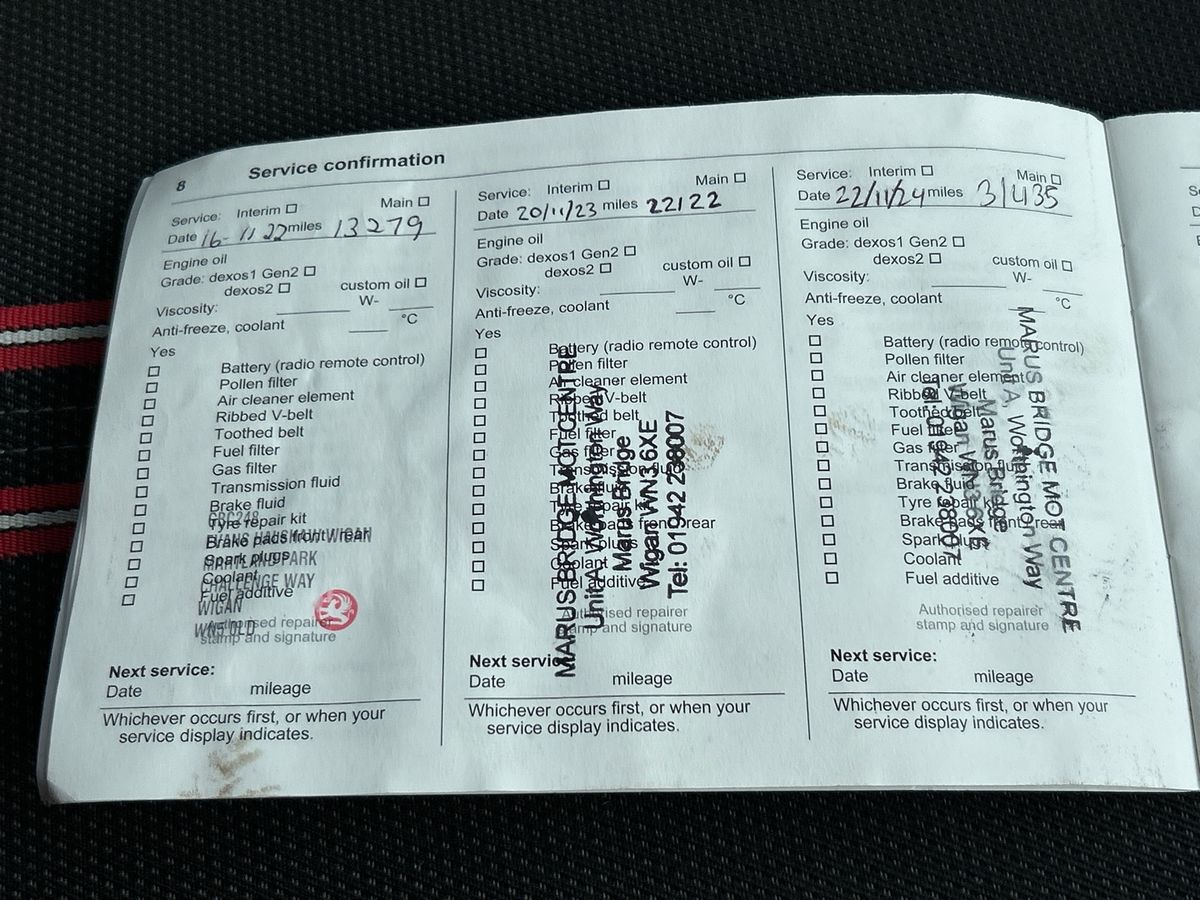 8 Service confirmation
Service: Interim ☐ Main ☐
Date 16-11-22 miles 13279
Engine oil
Grade: dexos1 Gen2 ☐
dexos2 ☐ custom oil ☐
Viscosity: W-
Anti-freeze, coolant °C
Yes
☐ Battery (radio remote control)
☐ Pollen filter
☐ Air cleaner element
☐ Ribbed V-belt
☐ Toothed belt
☐ Fuel filter
☐ Gas filter
☐ Transmission fluid
☐ Brake fluid
☐ Tyre repair kit
☐ Brake pads front / rear
☐ Spark plugs
☐ Coolant
☐ Fuel additive
EVANS HALSHAW WIGAN
PARK
CHALLENGE WAY
WIGAN
WN5 0LD
Authorised repairer
stamp and signature
Next service:
Date mileage
Whichever occurs first, or when your
service display indicates.
Service: Interim ☐ Main ☐
Date 20/11/23 miles 22122
Engine oil
Grade: dexos1 Gen2 ☐
dexos2 ☐ custom oil ☐
Viscosity: W-
Anti-freeze, coolant °C
Yes
☐ Battery (radio remote control)
☐ Pollen filter
☐ Air cleaner element
☐ Ribbed V-belt
☐ Toothed belt
☐ Fuel filter
☐ Gas filter
☐ Transmission fluid
☐ Brake fluid
☐ Tyre repair kit
☐ Brake pads front / rear
☐ Spark plugs
☐ Coolant
☐ Fuel additive
MARUS BRIDGE MOT CENTRE
Unit A, Worthington Way
Marus Bridge
Wigan WN3 6XE
Tel: 01942 238007
Authorised repairer
stamp and signature
Next service:
Date mileage
Whichever occurs first, or when your
service display indicates.
Service: Interim ☐ Main ☐
Date 22/11/24 miles 31435
Engine oil
Grade: dexos1 Gen2 ☐
dexos2 ☐ custom oil ☐
Viscosity: W-
Anti-freeze, coolant °C
Yes
☐ Battery (radio remote control)
☐ Pollen filter
☐ Air cleaner element
☐ Ribbed V-belt
☐ Toothed belt
☐ Fuel filter
☐ Gas filter
☐ Transmission fluid
☐ Brake fluid
☐ Tyre repair kit
☐ Brake pads front / rear
☐ Spark plugs
☐ Coolant
☐ Fuel additive
MARUS BRIDGE MOT CENTRE
Unit A, Worthington Way
Marus Bridge
Wigan WN3 6XE
Tel: 01942 238007
Authorised repairer
stamp and signature
Next service:
Date mileage
Whichever occurs first, or when your
service display indicates.